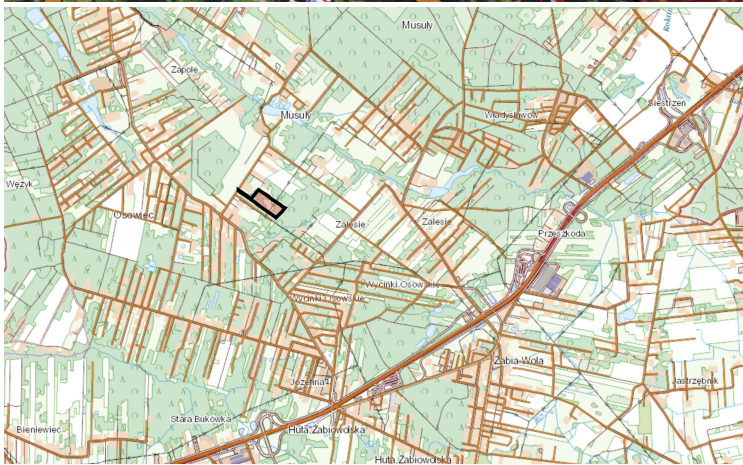 Musuły
Rokitn
Zapole
Siestrzeń
Musuły
Władysławów
Wężyk
Osowiec
Zalesie
Zalesie
Przeszkoda
Wycinki Osowskie
Wycinki Osowskie
Żabia Wola
Józefina
Jastrzębnik
Stara Bukówka
Bieniewiec
Huta Żabiowolska
Huta Żabiowolska